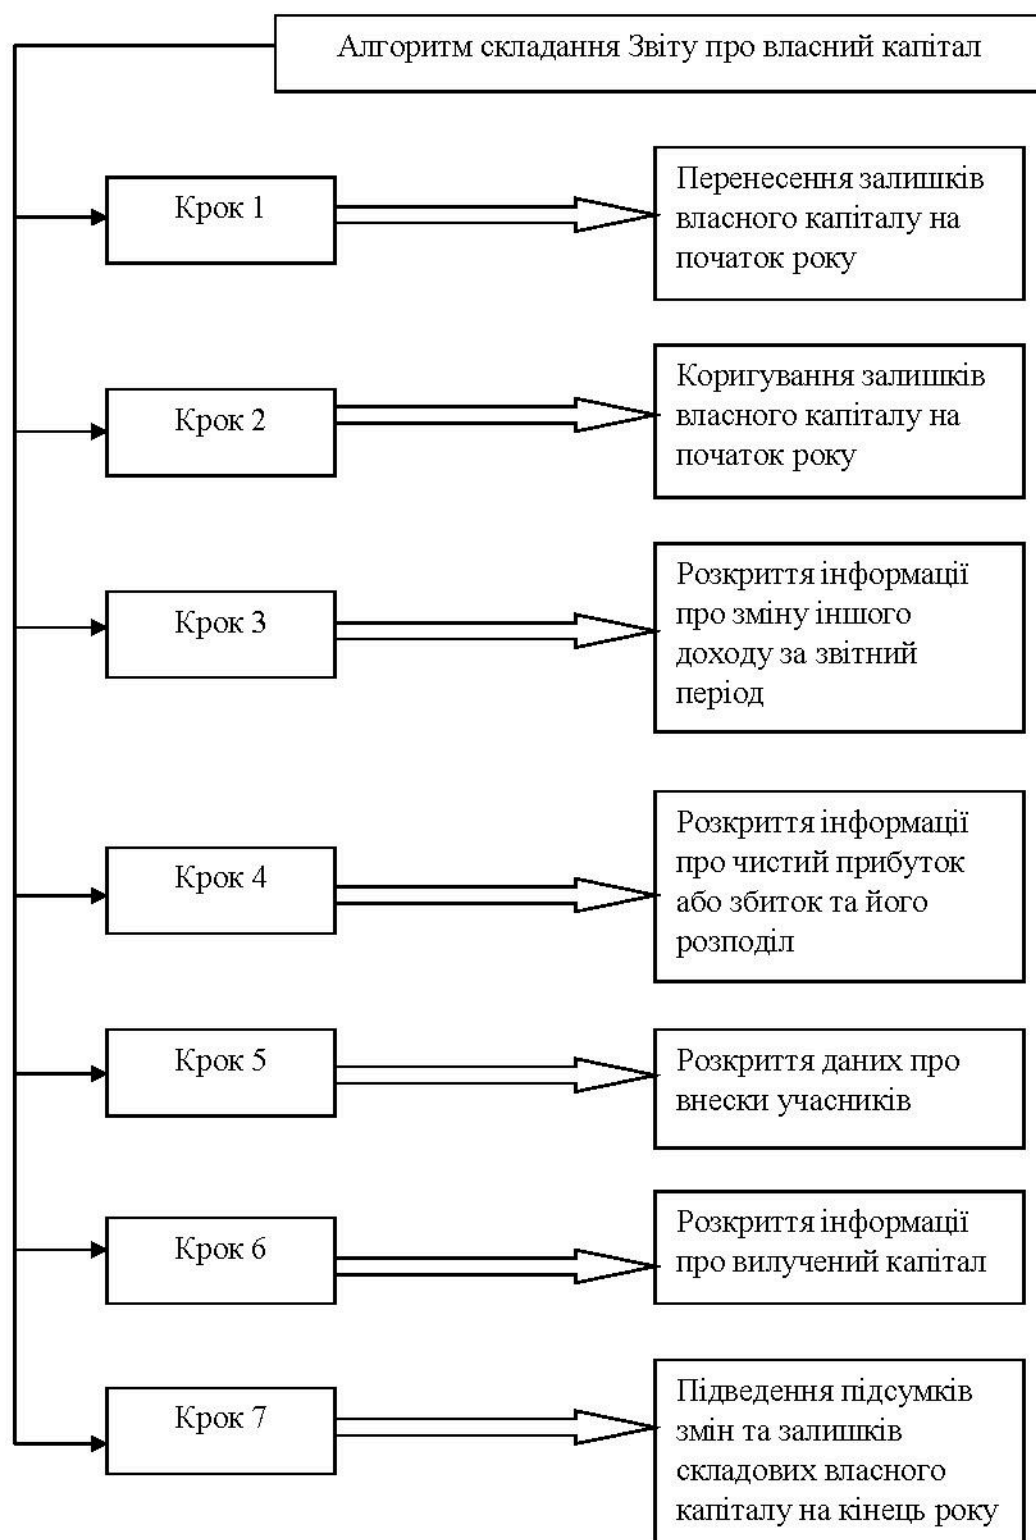 Алгоритм складання Звіту про власний капітал
Крок 1
Перенесення залишків
власного капіталу на
початок року
Крок 2
Коригування залишків
власного капіталу на
початок року
Крок 3
Розкриття інформації
про зміну іншого
доходу за звітний
період
Крок 4
Розкриття інформації
про чистий прибуток
або збиток та його
розподіл
Крок 5
Розкриття даних про
внески учасників
Крок 6
Розкриття інформації
про вилучений капітал
Крок 7
Підведення підсумків
змін та залишків
складових власного
капіталу на кінець року